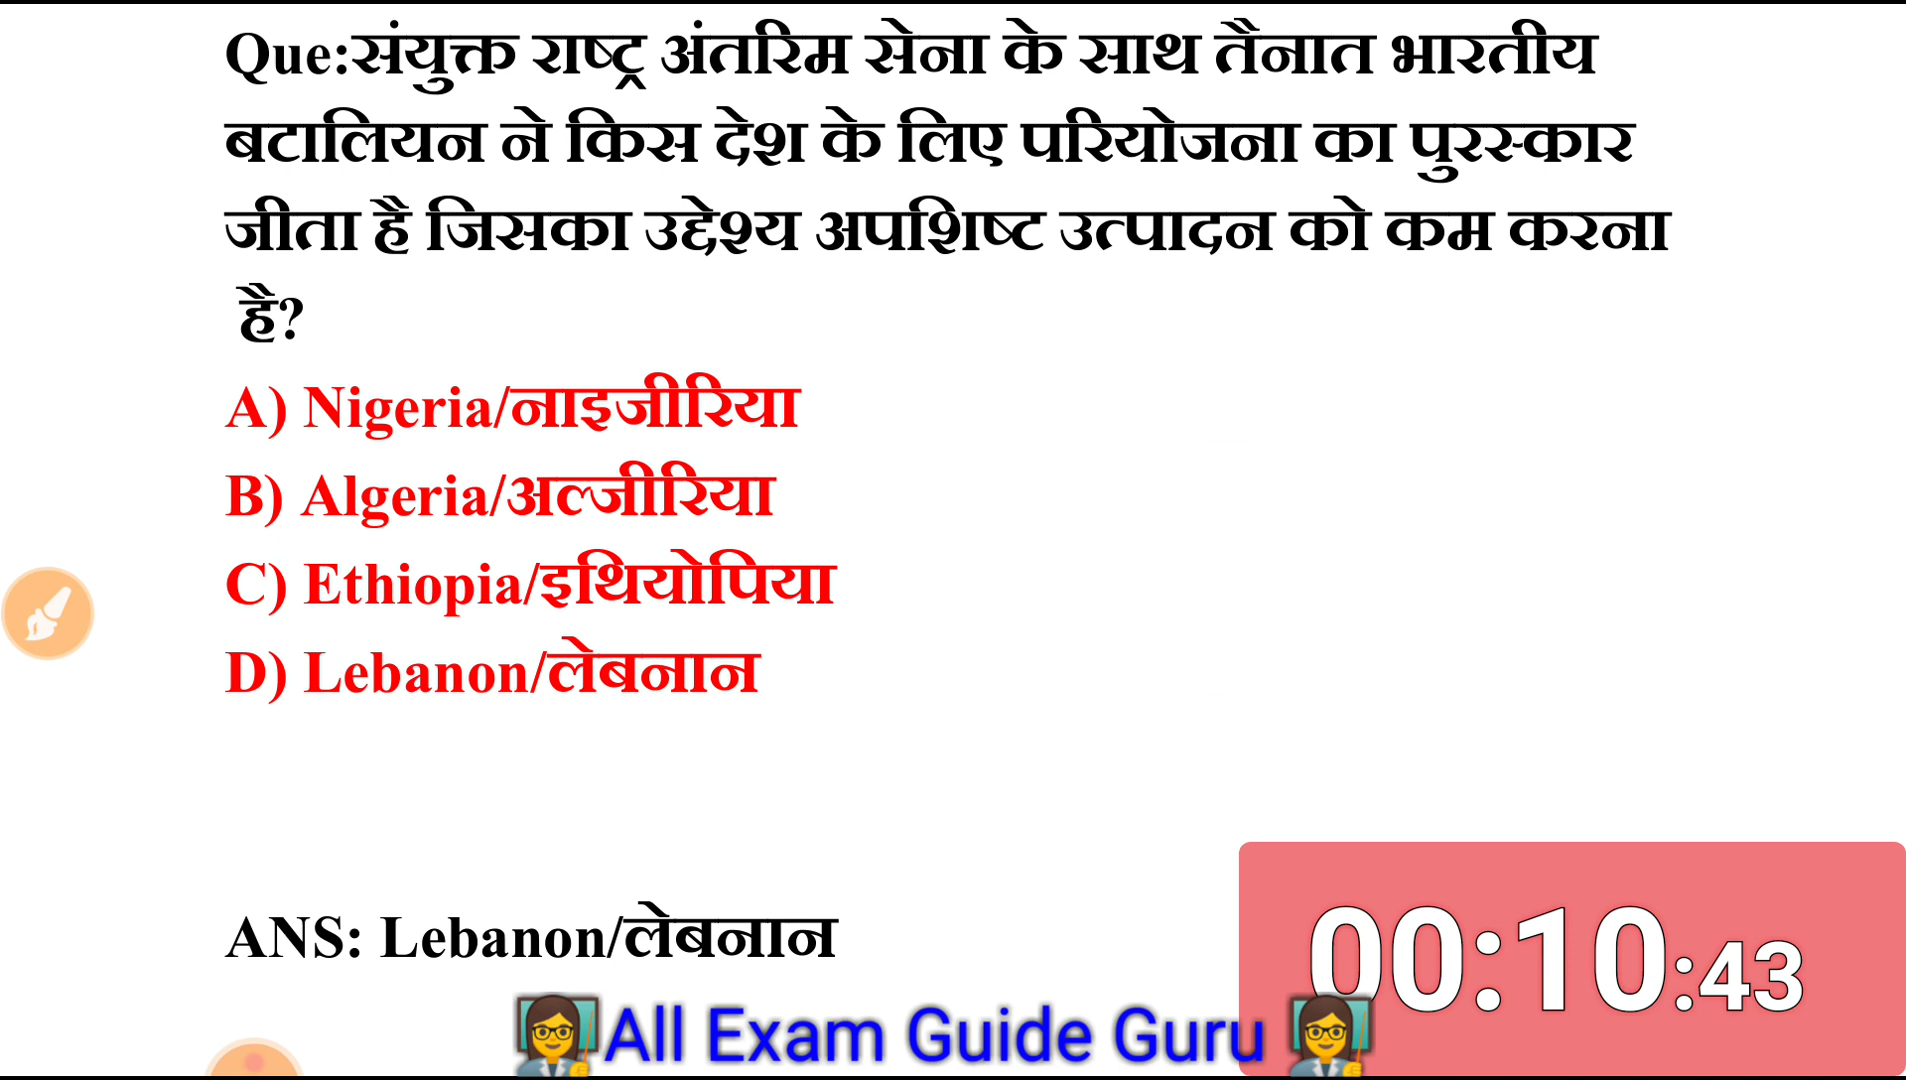 Que:संयुक्त राष्ट्र अंतरिम सेना के साथ तैनात भारतीय
बटालियन ने किस देश के लिए परियोजना का पुरस्कार
जीता है जिसका उद्देश्य अपशिष्ट उत्पादन को कम करना
है?
A) Nigeria/नाइजीरिया
B) Algeria/अल्जीरिया
C) Ethiopia/इथियोपिया
D) Lebanon/लेबनान
ANS: Lebanon/लेबनान
00:10:43
All Exam Guide Guru